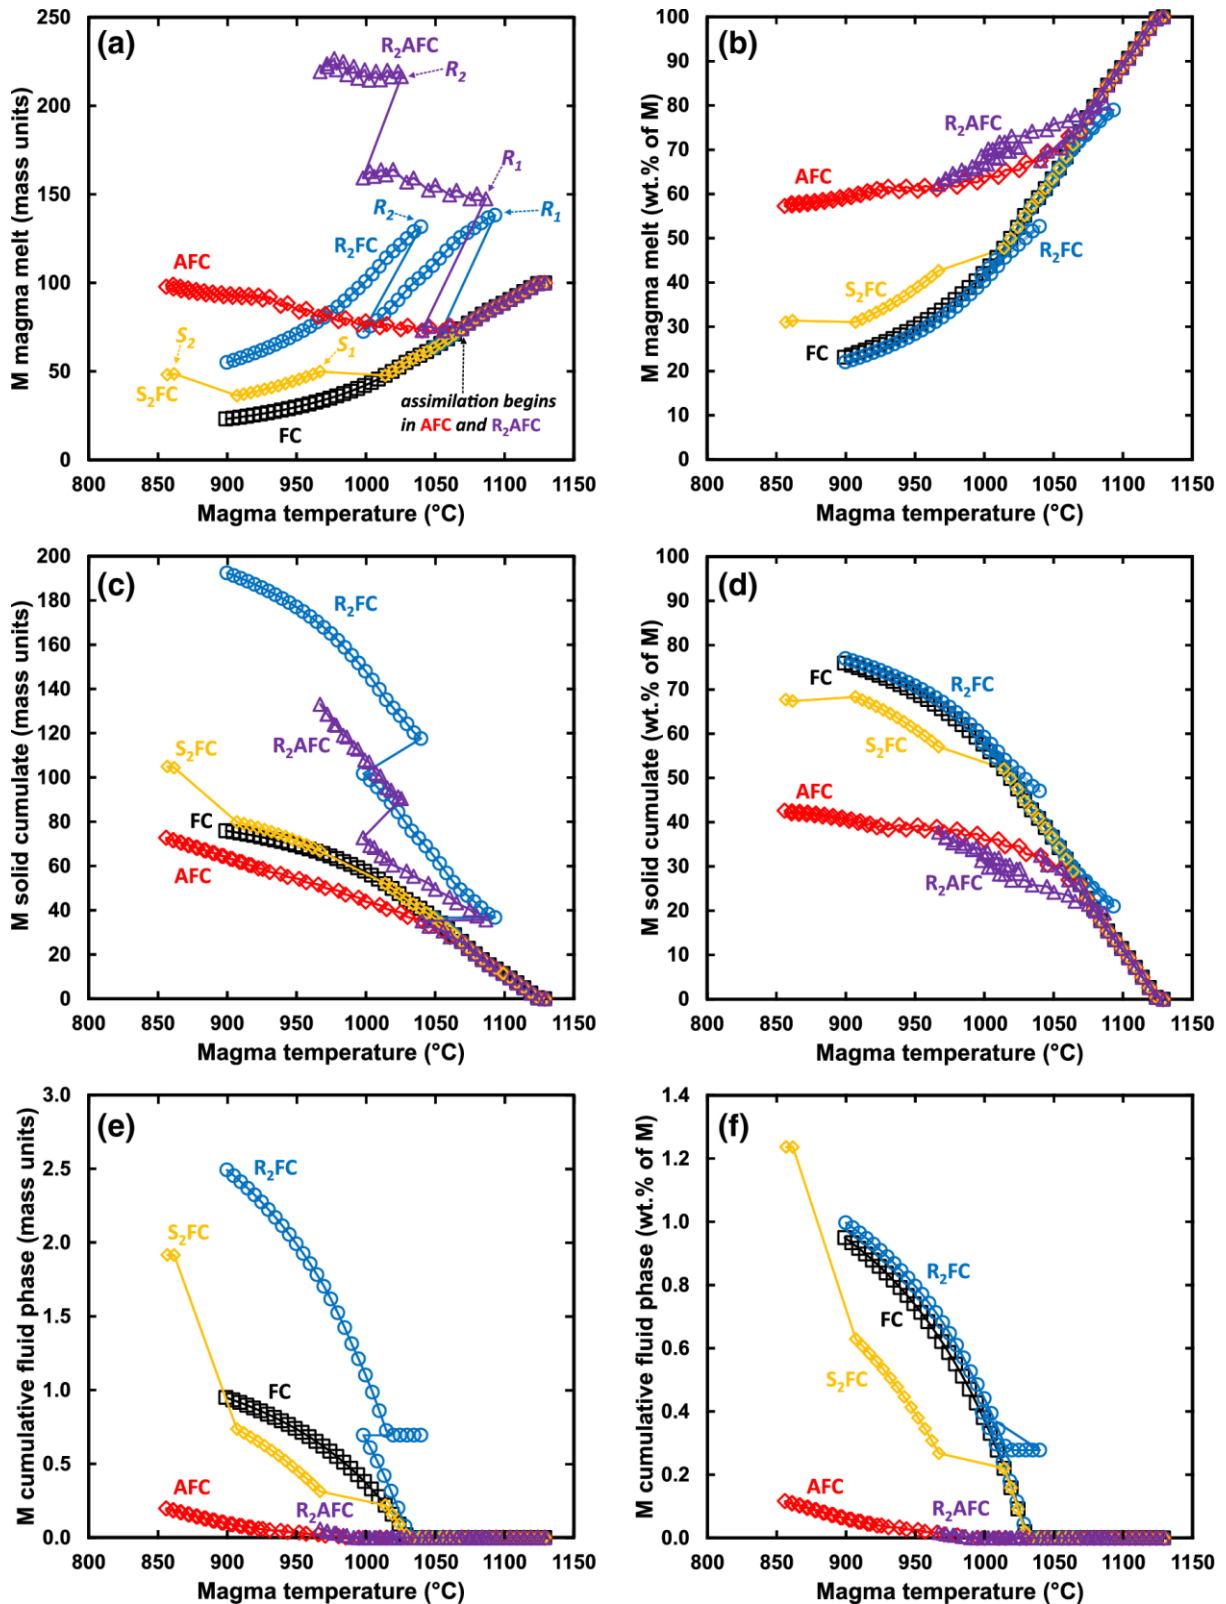 (a)
M magma melt (mass units)
250
200
150
100
50
0
R₂AFC
R₂
R₁
R₂
R₁
R₂FC
AFC
S₂
S₁
S₂FC
FC
assimilation begins
in AFC and R₂AFC
800 850 900 950 1000 1050 1100 1150
Magma temperature (°C)
(b)
M magma melt (wt.% of M)
100
90
80
70
60
50
40
30
20
10
0
R₂AFC
AFC
R₂FC
S₂FC
FC
800 850 900 950 1000 1050 1100 1150
Magma temperature (°C)
(c)
M solid cumulate (mass units)
200
180
160
140
120
100
80
60
40
20
0
R₂FC
R₂AFC
S₂FC
FC
AFC
800 850 900 950 1000 1050 1100 1150
Magma temperature (°C)
(d)
M solid cumulate (wt.% of M)
100
90
80
70
60
50
40
30
20
10
0
FC
R₂FC
S₂FC
AFC
R₂AFC
800 850 900 950 1000 1050 1100 1150
Magma temperature (°C)
(e)
M cumulative fluid phase (mass units)
3.0
2.5
2.0
1.5
1.0
0.5
0.0
R₂FC
S₂FC
FC
AFC
R₂AFC
800 850 900 950 1000 1050 1100 1150
Magma temperature (°C)
(f)
M cumulative fluid phase (wt.% of M)
1.4
1.2
1.0
0.8
0.6
0.4
0.2
0.0
R₂FC
FC
S₂FC
AFC
R₂AFC
800 850 900 950 1000 1050 1100 1150
Magma temperature (°C)